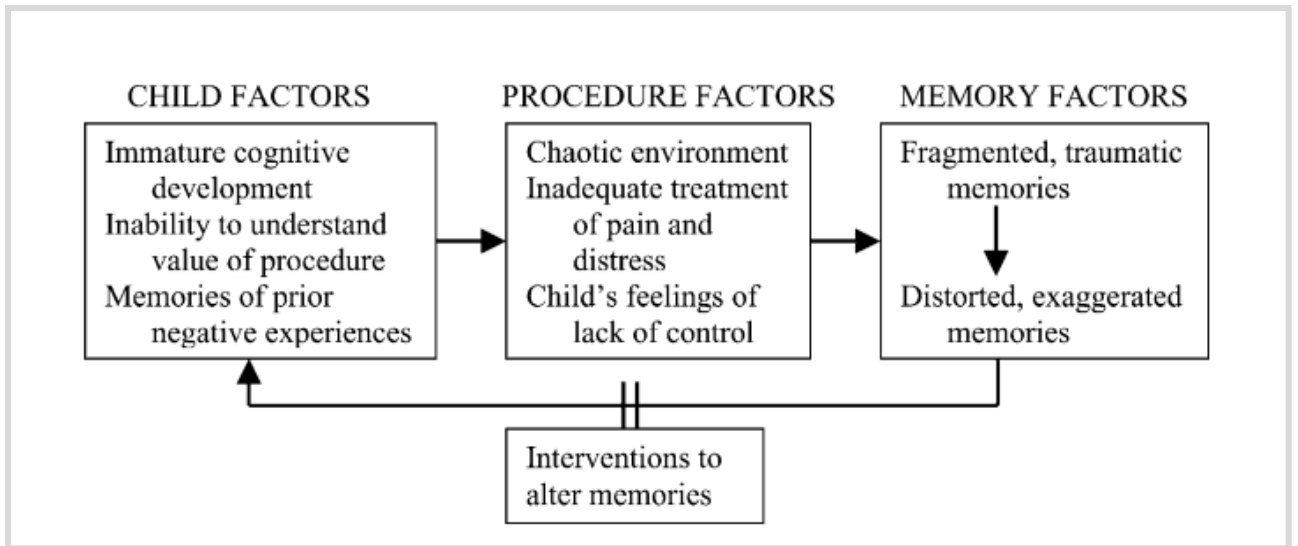 CHILD FACTORS
Immature cognitive
development
Inability to understand
value of procedure
Memories of prior
negative experiences
PROCEDURE FACTORS
Chaotic environment
Inadequate treatment
of pain and
distress
Child's feelings of
lack of control
MEMORY FACTORS
Fragmented, traumatic
memories
Distorted, exaggerated
memories
Interventions to
alter memories